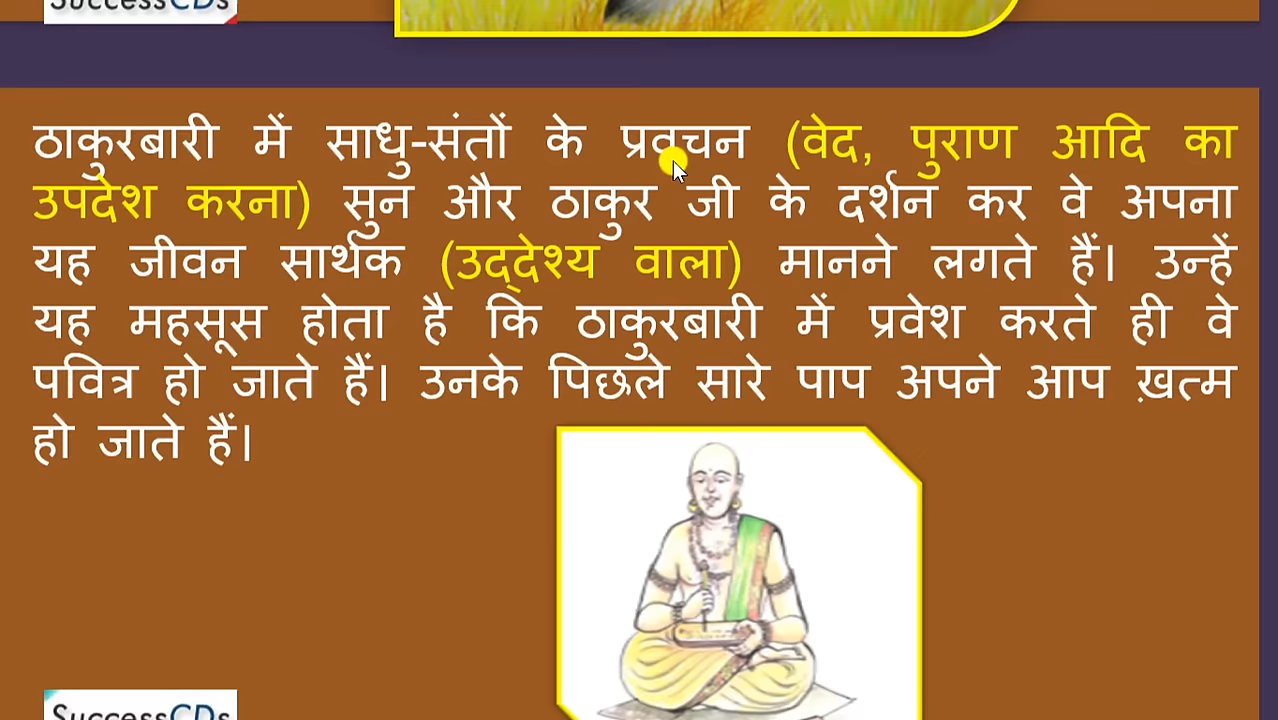 SuccessCDs
ठाकुरबारी में साधु-संतों के प्रवचन (वेद, पुराण आदि का
उपदेश करना) सुन और ठाकुर जी के दर्शन कर वे अपना
यह जीवन सार्थक (उद्देश्य वाला) मानने लगते हैं। उन्हें
यह महसूस होता है कि ठाकुरबारी में प्रवेश करते ही वे
पवित्र हो जाते हैं। उनके पिछले सारे पाप अपने आप ख़त्म
हो जाते हैं।
SuccessCDs